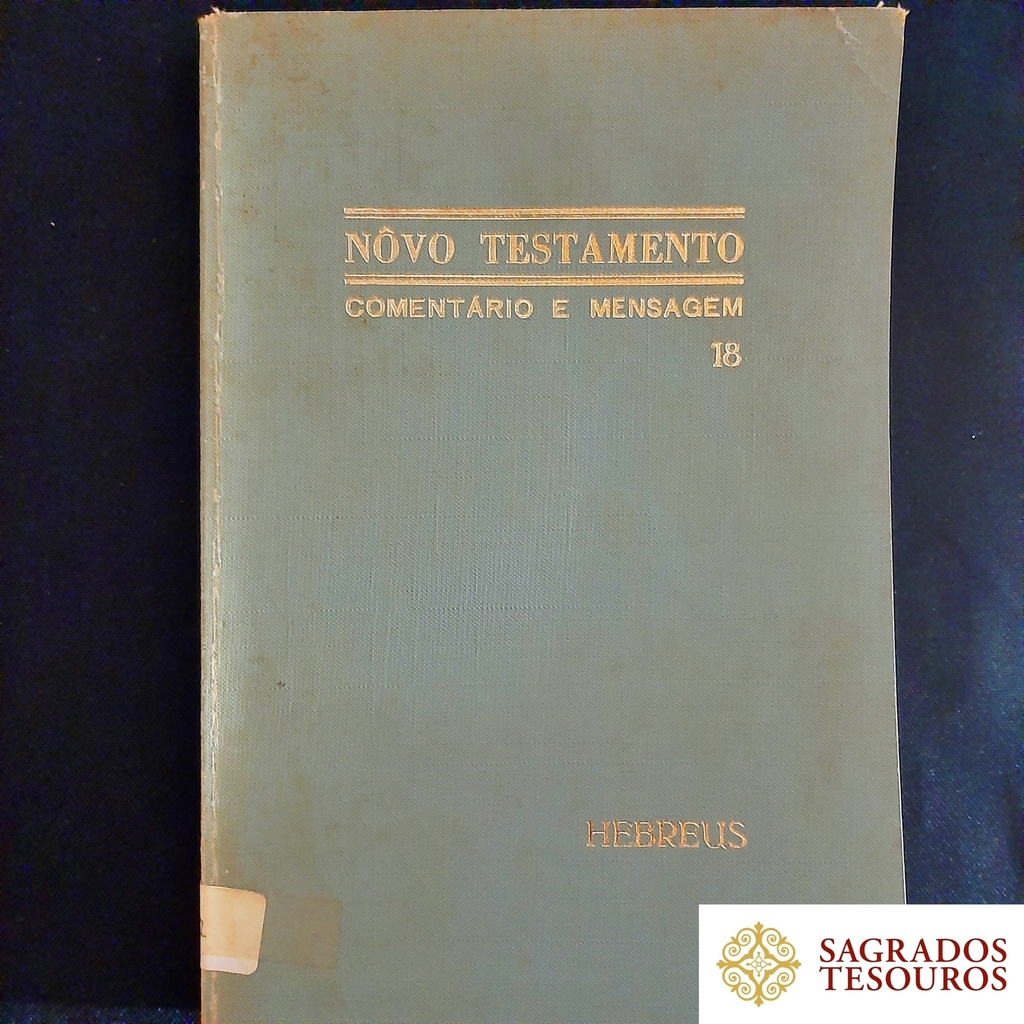 NÔVO TESTAMENTO
COMENTÁRIO E MENSAGEM
18
HEBREUS
SAGRADOS
TESOUROS